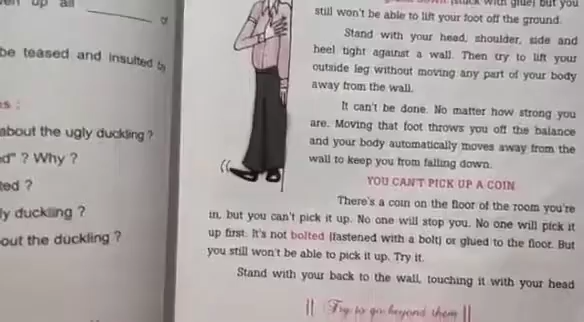 up all
be teased and insulted by
about the ugly duckling ?
? Why ?
ted ?
ly duckling ?
out the duckling ?
(stuck with glue) but you
still won't be able to lift your foot off the ground.
Stand with your head, shoulder, side and
heel tight against a wall. Then try to lift your
outside leg without moving any part of your body
away from the wall.
It can't be done. No matter how strong you
are. Moving that foot throws you off the balance
and your body automatically moves away from the
wall to keep you from falling down.
YOU CAN'T PICK UP A COIN
There's a coin on the floor of the room you're
in, but you can't pick it up. No one will stop you. No one will pick it
up first. It's not bolted (fastened with a bolt) or glued to the floor. But
you still won't be able to pick it up. Try it.
Stand with your back to the wall, touching it with your head
|| Try to go beyond them ||